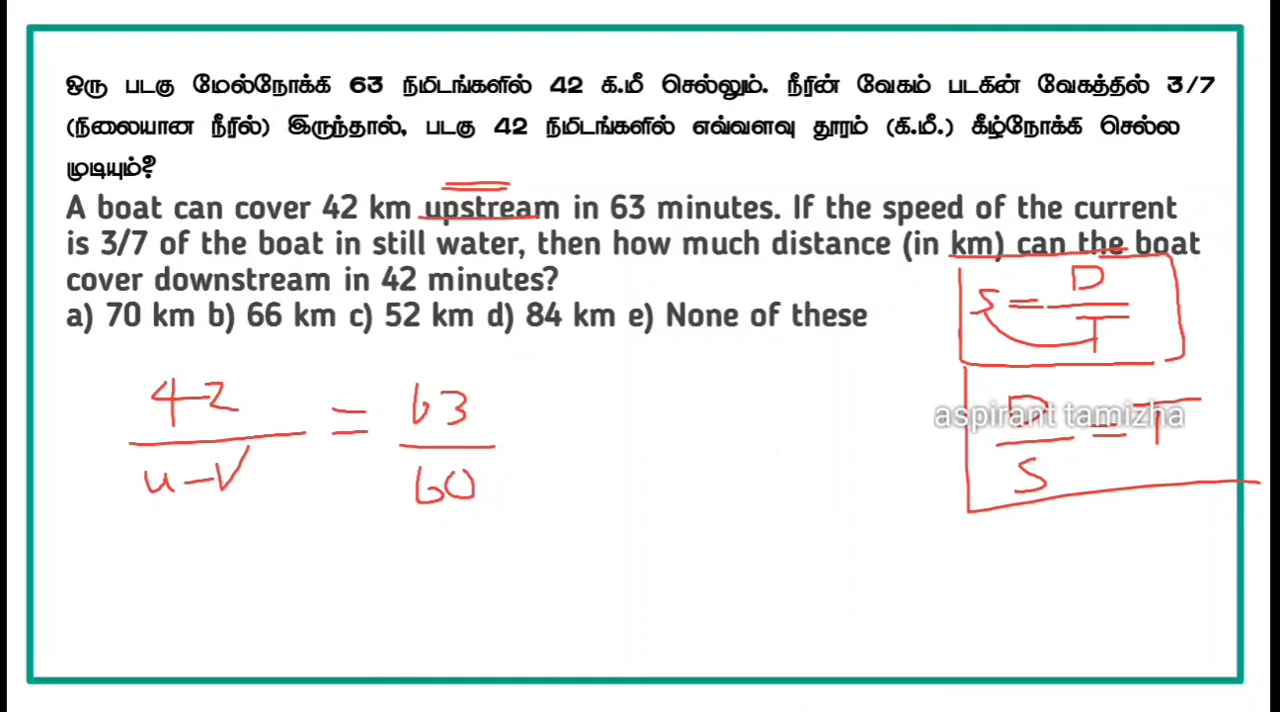 ஒரு படகு மேல்நோக்கி 63 நிமிடங்களில் 42 கி.மீ செல்லும். நீரின் வேகம் படகின் வேகத்தில் 3/7
(நிலையான நீரில்) இருந்தால், படகு 42 நிமிடங்களில் எவ்வளவு தூரம் (கி.மீ.) கீழ்நோக்கி செல்ல
முடியும்?
A boat can cover 42 km upstream in 63 minutes. If the speed of the current
is 3/7 of the boat in still water, then how much distance (in km) can the boat
cover downstream in 42 minutes?
a) 70 km b) 66 km c) 52 km d) 84 km e) None of these
S = D/T
42/u-v = 63/60
D/S = T
aspirant tamizha